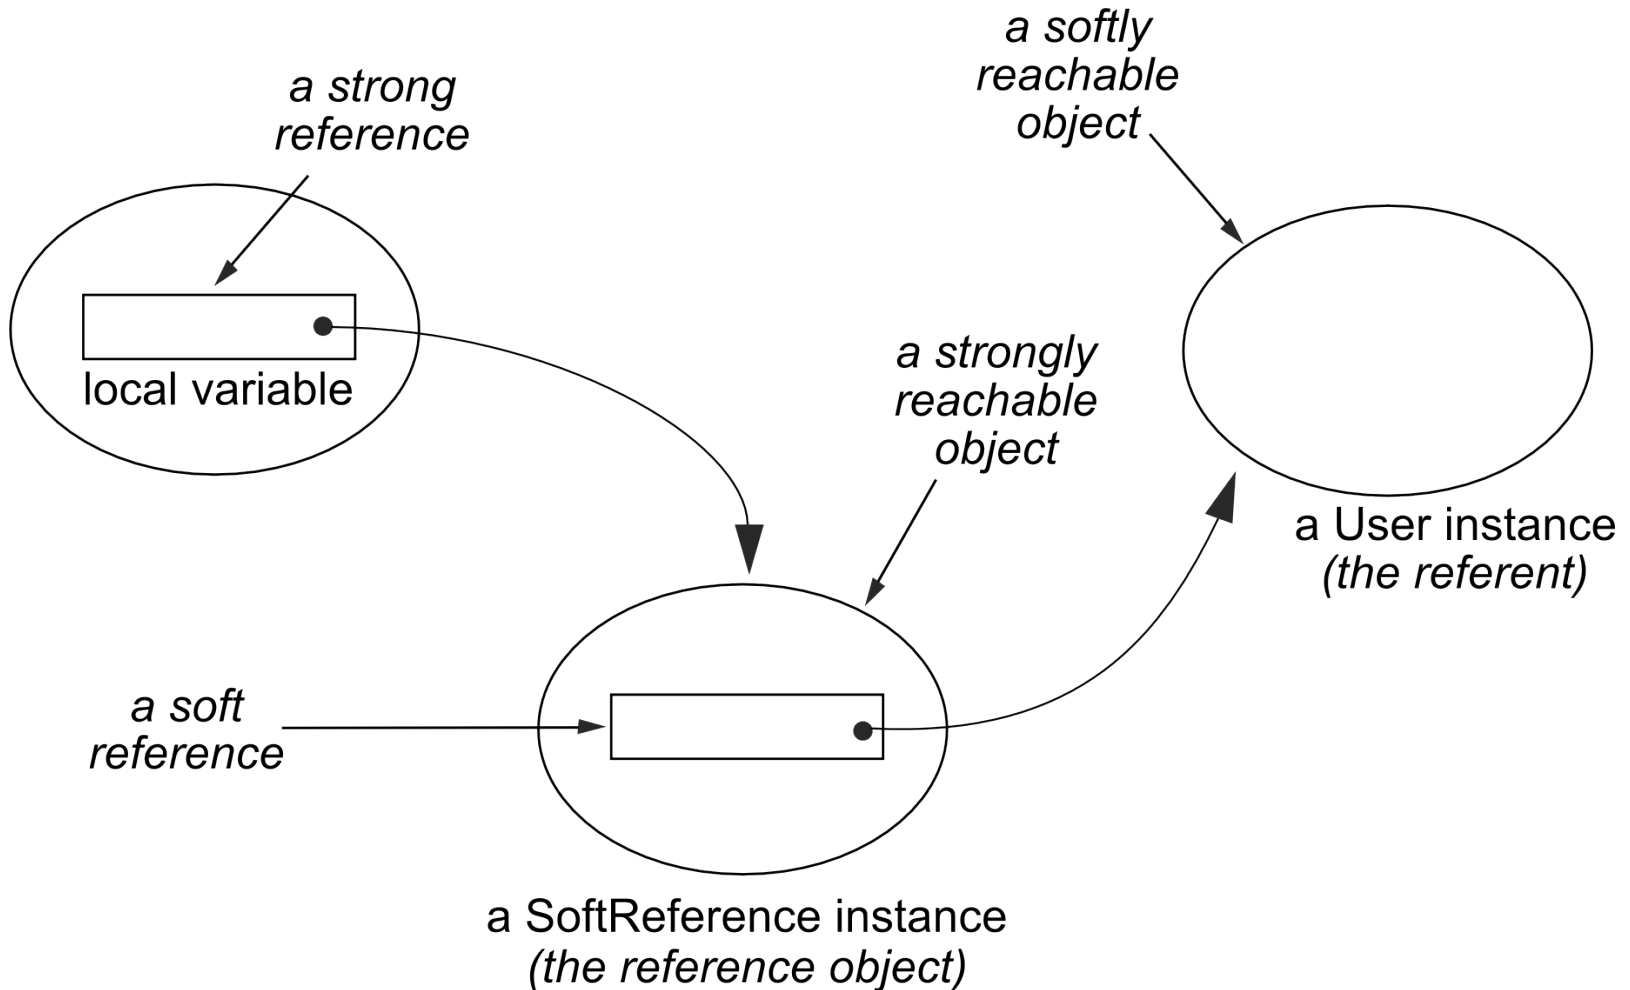 a softly
reachable
object
a strong
reference
local variable
a strongly
reachable
object
a User instance
(the referent)
a soft
reference
a SoftReference instance
(the reference object)